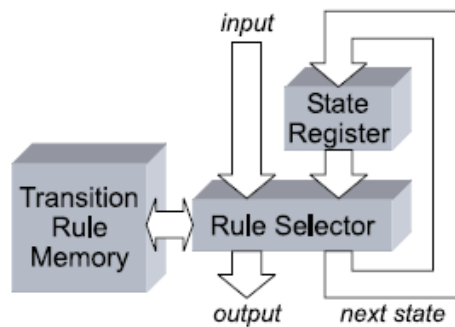 input
State
Register
Transition
Rule
Memory
Rule Selector
output
next state